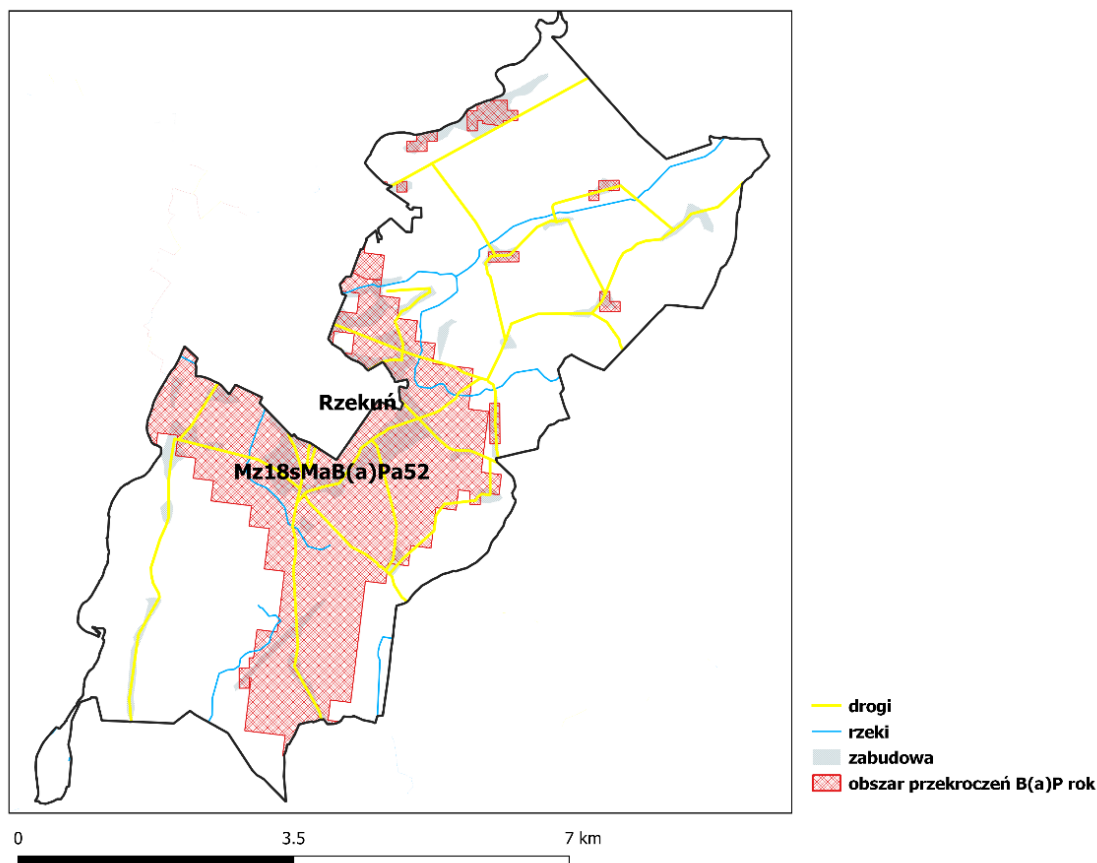 Rzekuń
Mz18sMaB(a)Pa52
drogi
rzeki
zabudowa
obszar przekroczeń B(a)P rok
0 3.5 7 km